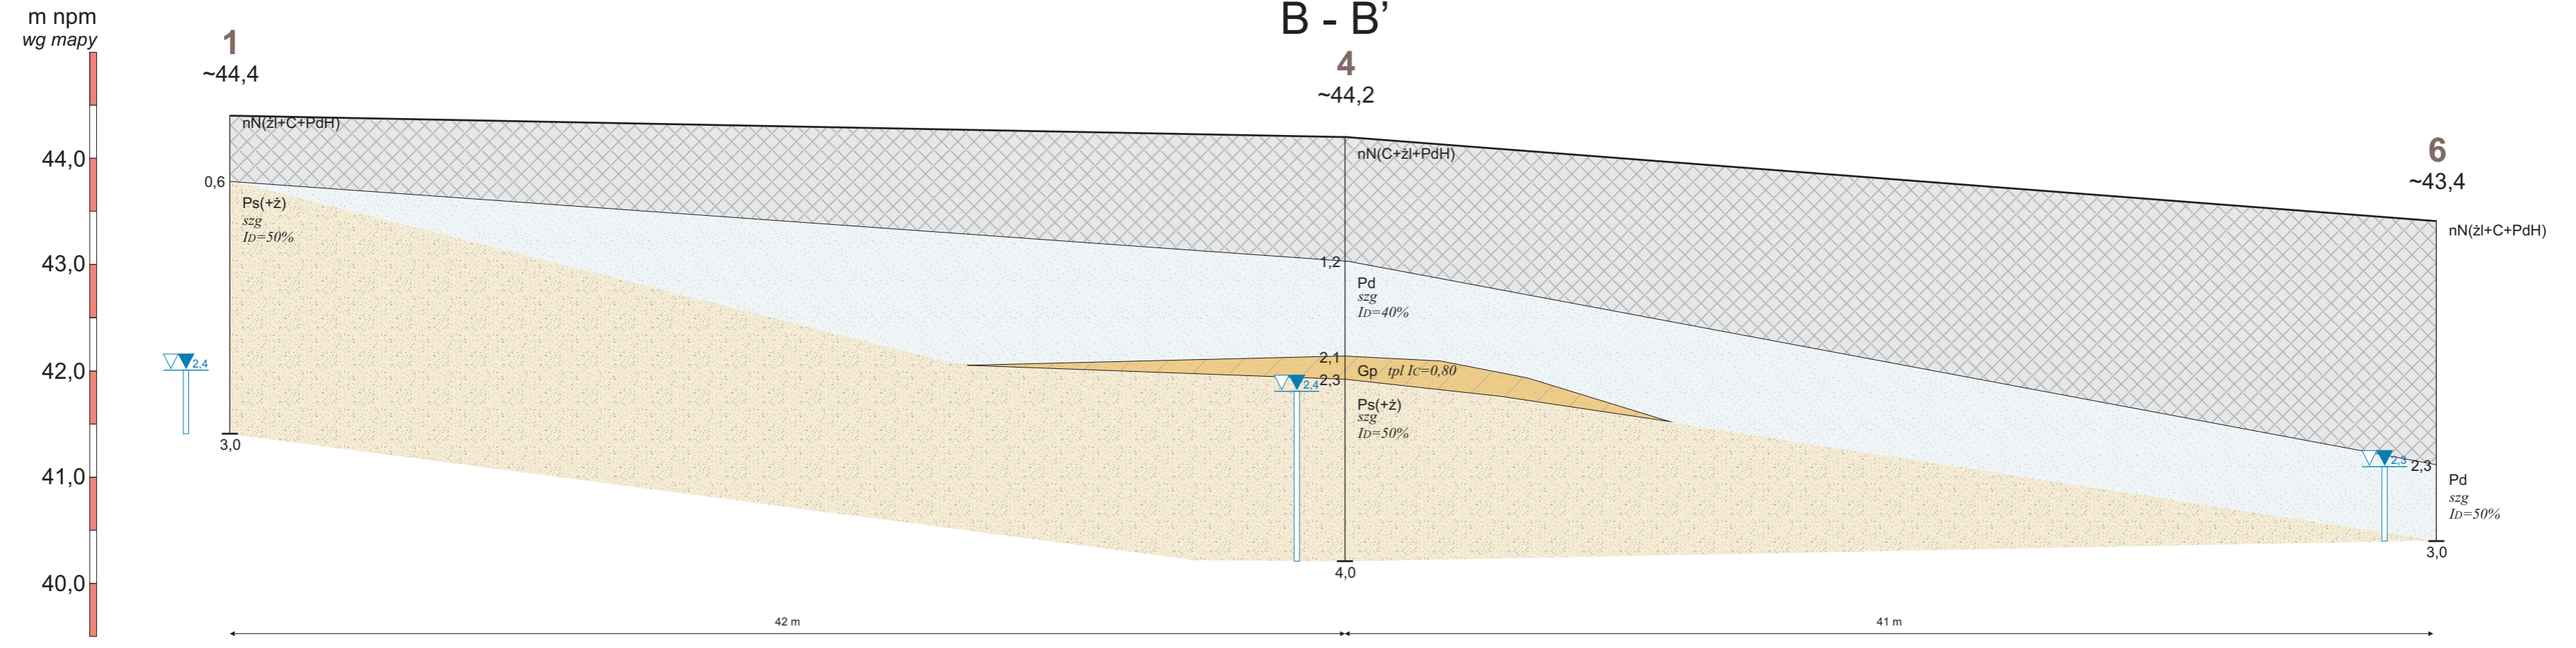 B - B’
m npm
wg mapy
1
~44,4
4
~44,2
6
~43,4
44,0
43,0
42,0
41,0
40,0
nN(żl+C+PdH)
0,6
Ps(+ż)
szg
ID=50%
2,4
3,0
nN(C+żl+PdH)
1,2
Pd
szg
ID=40%
2,1
Gp tpl IC=0,80
2,3
2,4
Ps(+ż)
szg
ID=50%
4,0
nN(żl+C+PdH)
2,3
2,3
Pd
szg
ID=50%
3,0
42 m
41 m